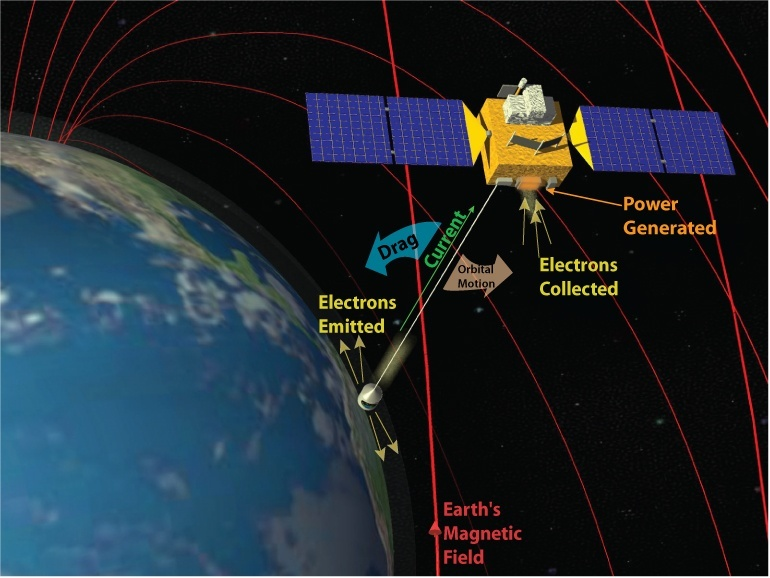 Power
Generated
Drag
Current
Orbital
Motion
Electrons
Collected
Electrons
Emitted
Earth's
Magnetic
Field